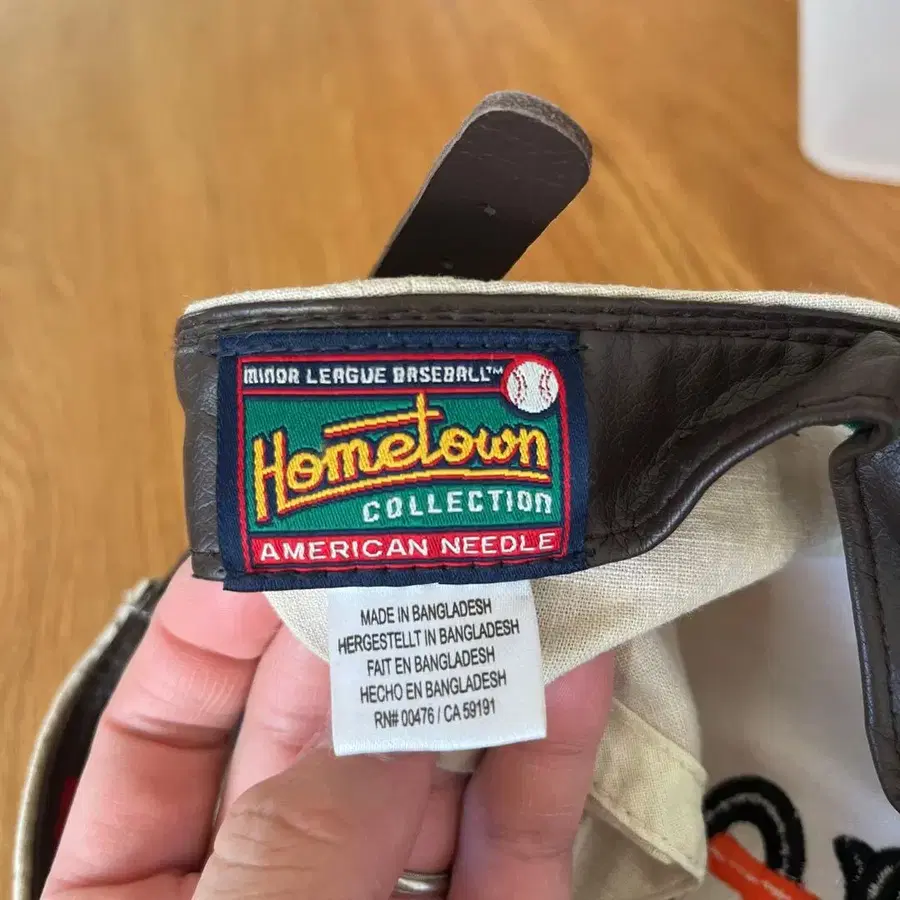 MINOR LEAGUE BASEBALL™
Hometown
COLLECTION
AMERICAN NEEDLE
MADE IN BANGLADESH
HERGESTELLT IN BANGLADESH
FAIT EN BANGLADESH
HECHO EN BANGLADESH
RN# 00476 / CA 59191